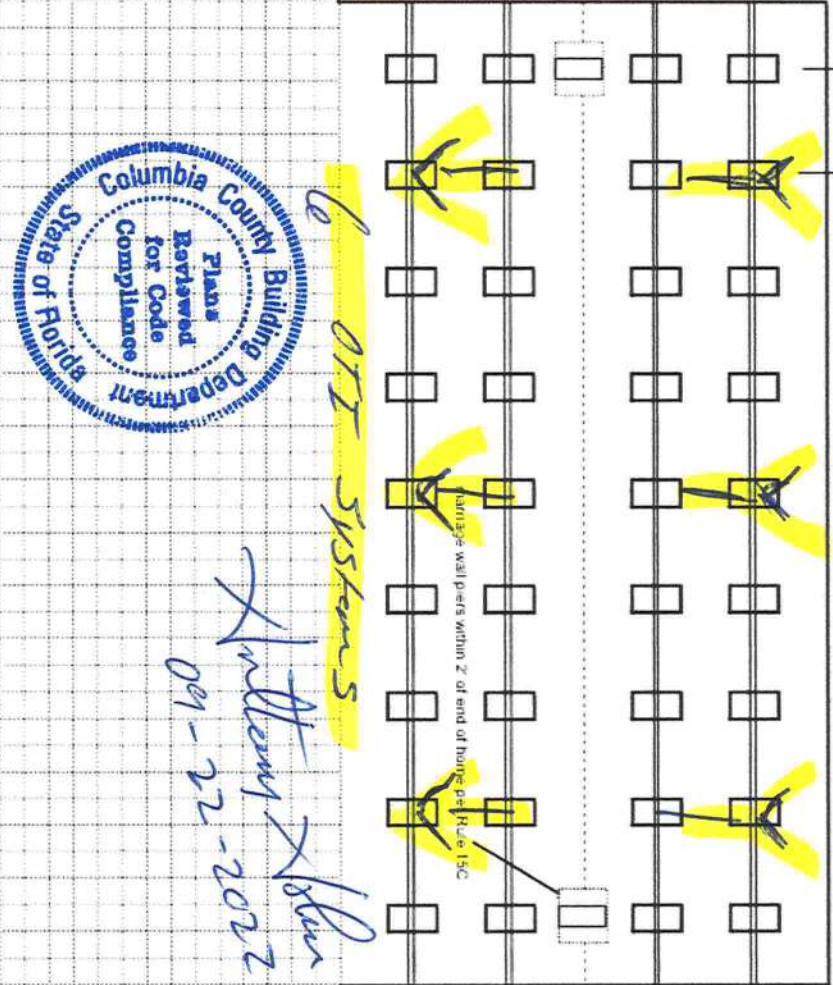 marriage wall piers within 2' of end of home per Rule 15C
6 OTI Systems
09-22-2022
Columbia County Building Department
Plans
Reviewed
for Code
Compliance
State of Florida